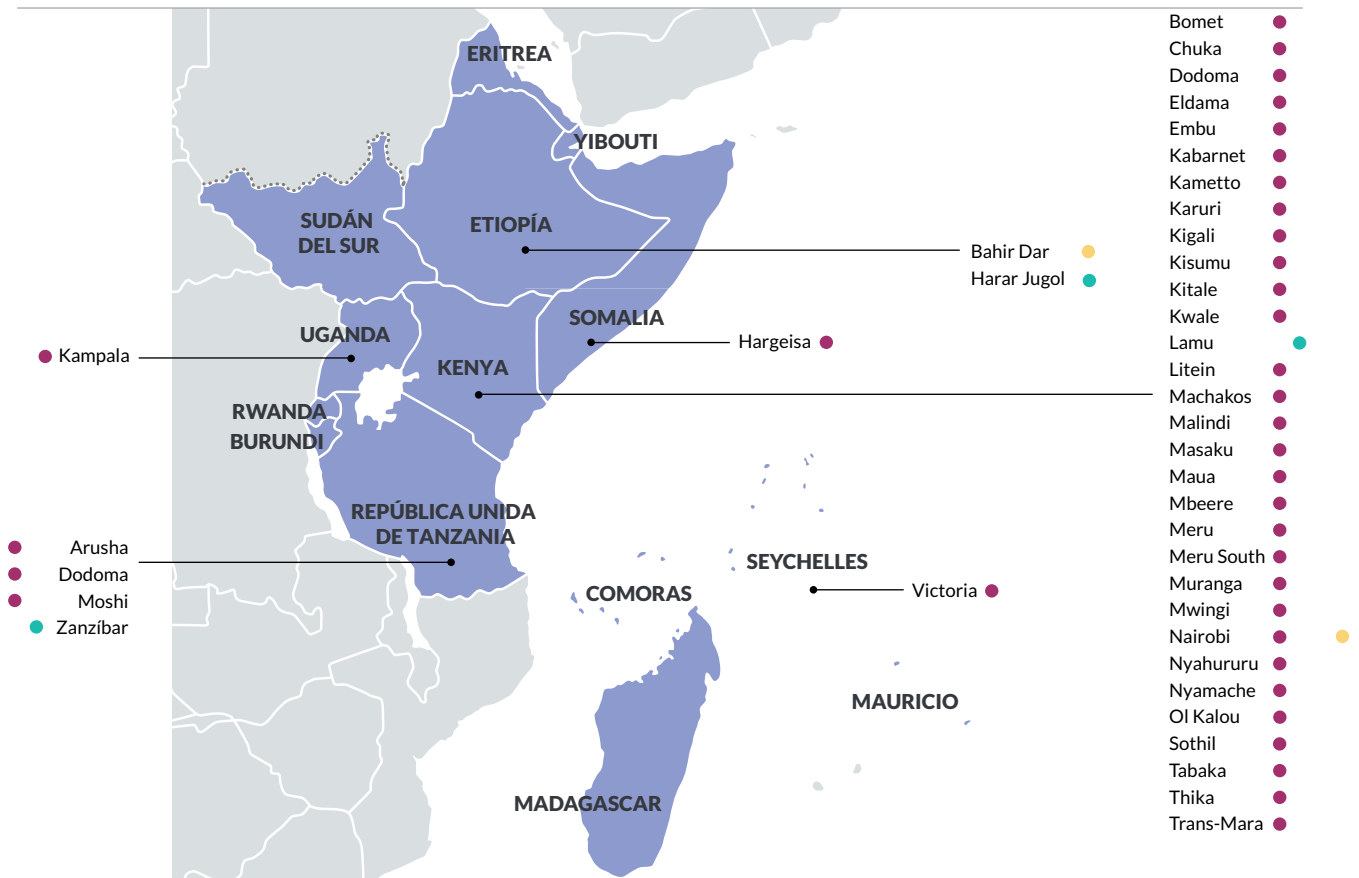 ERITREA
YIBOUTI
SUDÁN
DEL SUR
ETIOPÍA
Bahir Dar
Harar Jugol
UGANDA
SOMALIA
Kampala
Hargeisa
KENYA
RWANDA
BURUNDI
REPÚBLICA UNIDA
DE TANZANIA
Arusha
Dodoma
Moshi
Zanzíbar
SEYCHELLES
COMORAS
Victoria
MAURICIO
MADAGASCAR
Bomet
Chuka
Dodoma
Eldama
Embu
Kabarnet
Kametto
Karuri
Kigali
Kisumu
Kitale
Kwale
Lamu
Litein
Machakos
Malindi
Masaku
Maua
Mbeere
Meru
Meru South
Muranga
Mwingi
Nairobi
Nyahururu
Nyamache
Ol Kalou
Sothil
Tabaka
Thika
Trans-Mara